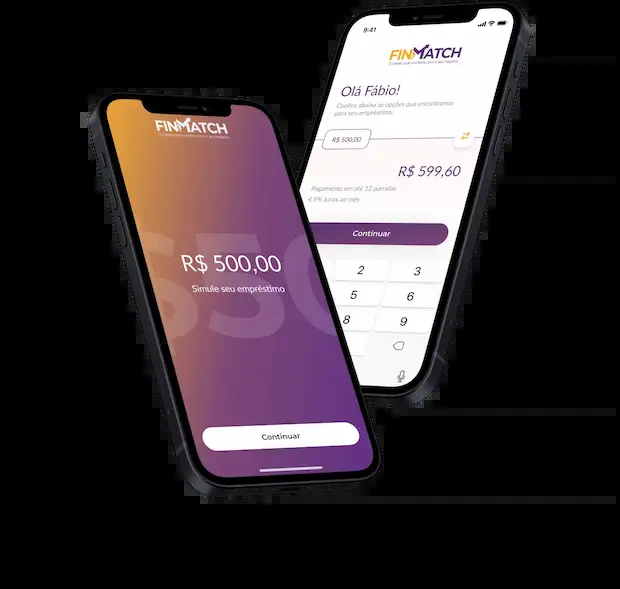 FINMATCH
R$ 500,00
Simule seu empréstimo
Continuar
9:41
FINMATCH
Olá Fábio!
Confira abaixo as opções que encontramos
para seu empréstimo
R$ 500,00
R$ 599,60
Pagamento em até 12 parcelas
4.9% Juros ao mês
Continuar
2 3
5 6
8 9